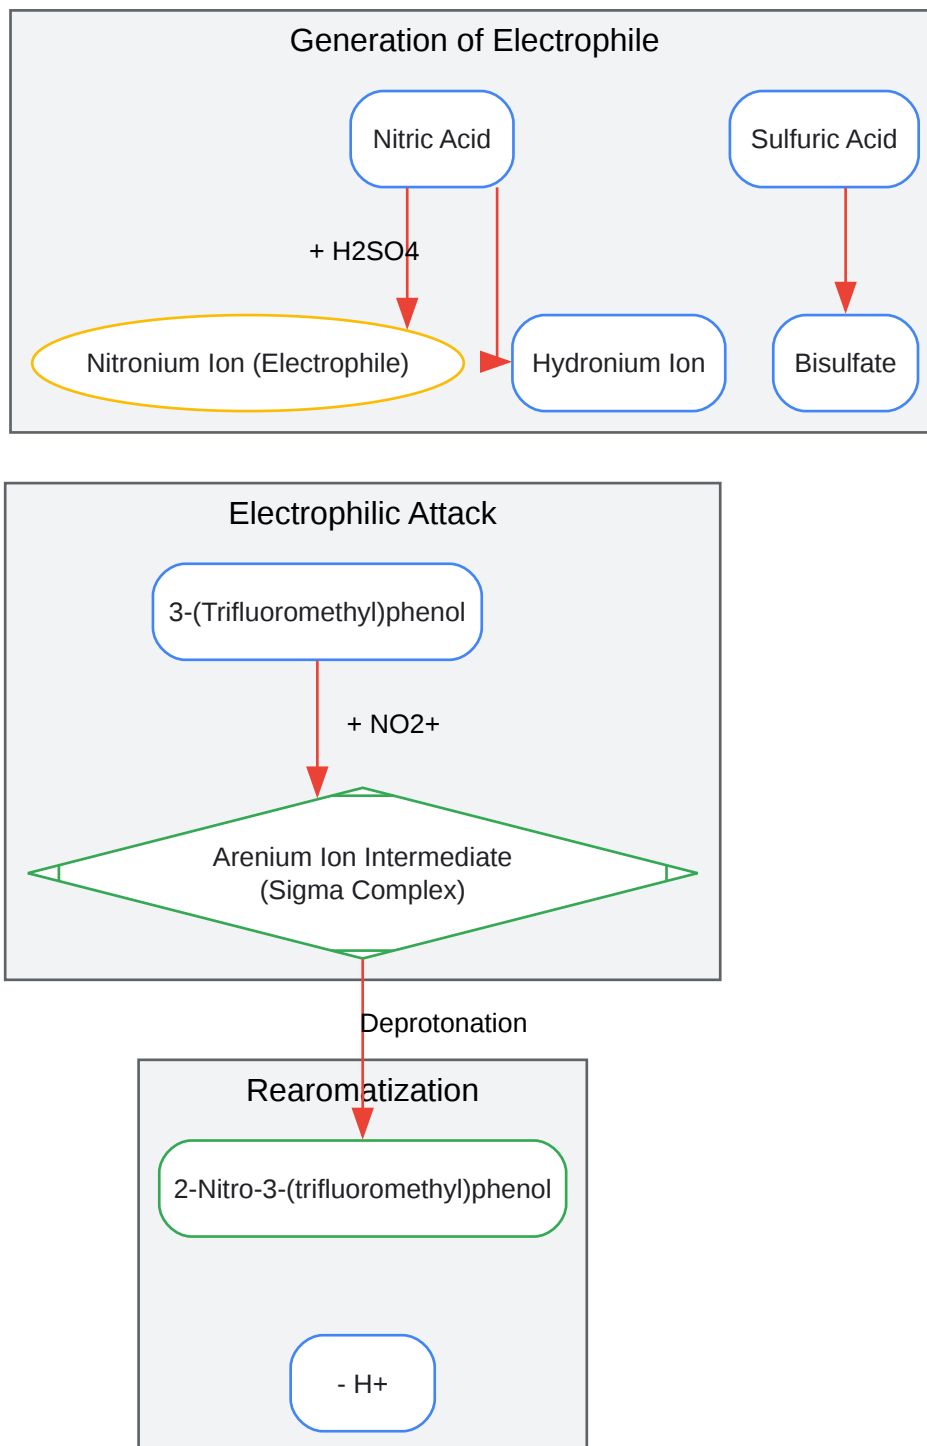 Generation of Electrophile
Nitric Acid
Sulfuric Acid
+ H2SO4
Nitronium Ion (Electrophile)
Hydronium Ion
Bisulfate
Electrophilic Attack
3-(Trifluoromethyl)phenol
+ NO2+
Arenium Ion Intermediate
(Sigma Complex)
Deprotonation
Rearomatization
2-Nitro-3-(trifluoromethyl)phenol
- H+